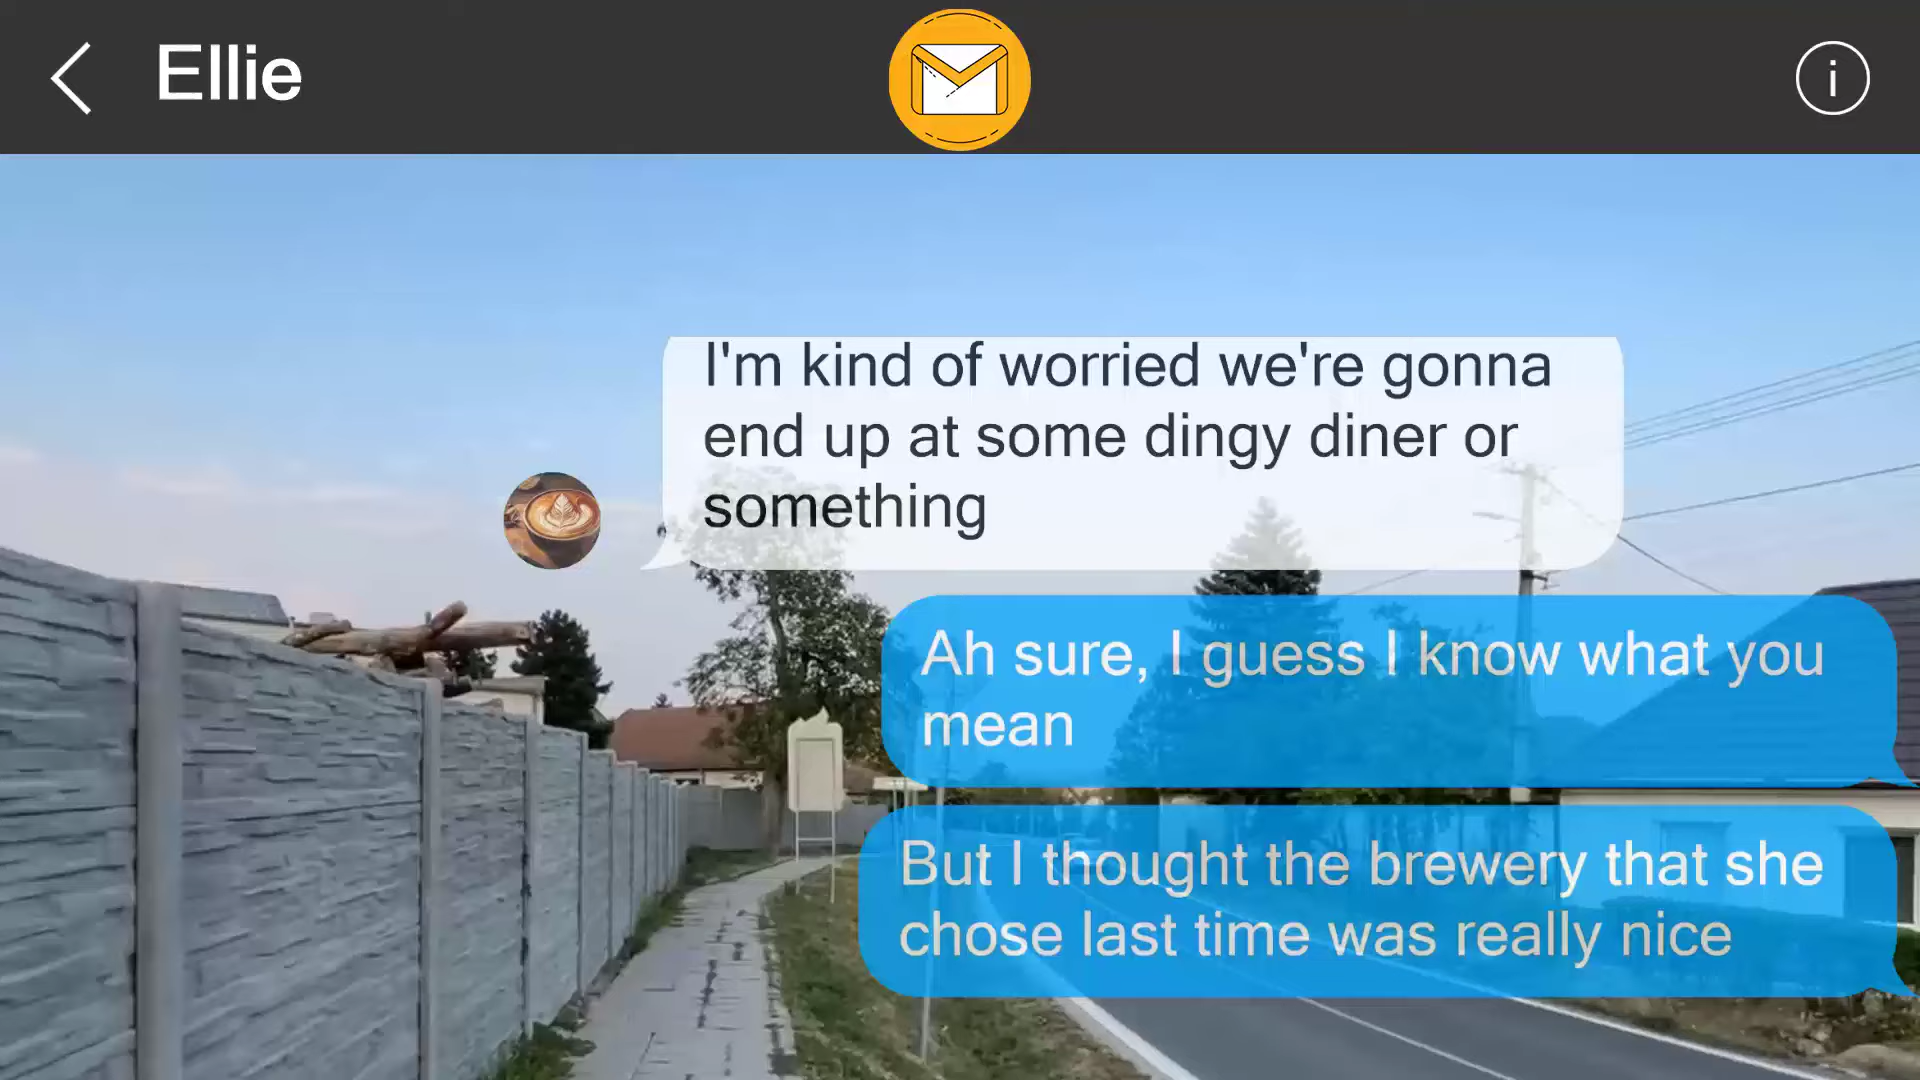 Ellie
I'm kind of worried we're gonna
end up at some dingy diner or
something
Ah sure, I guess I know what you
mean
But I thought the brewery that she
chose last time was really nice